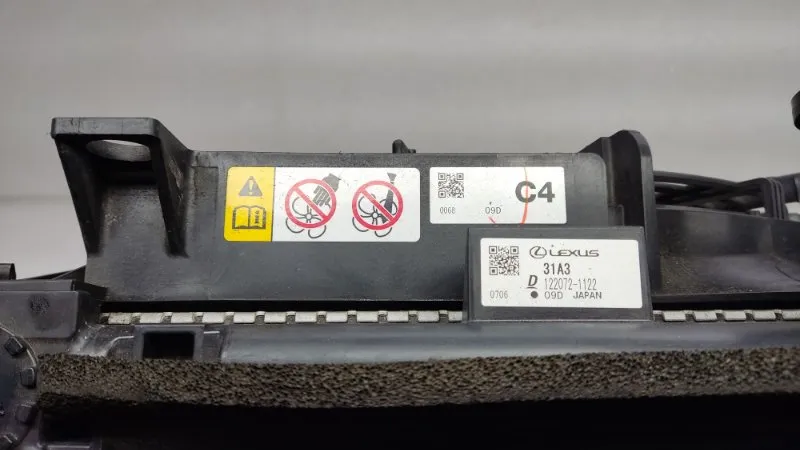 C4
0068 09D
LEXUS
31A3
D 122072-1122
0706 09D JAPAN